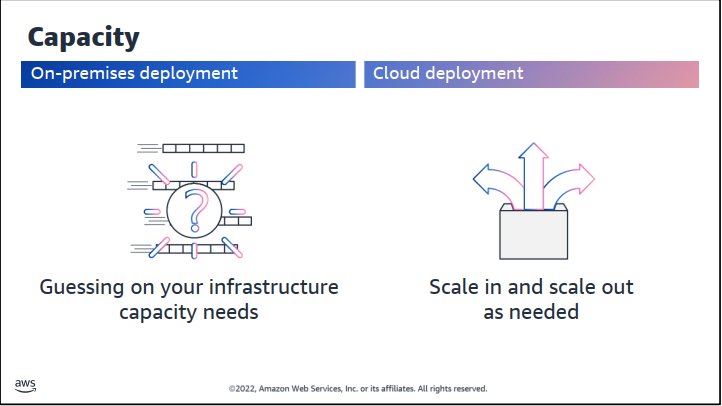 Capacity
On-premises deployment
Cloud deployment
?
Guessing on your infrastructure
capacity needs
Scale in and scale out
as needed
aws
©2022, Amazon Web Services, Inc. or its affiliates. All rights reserved.